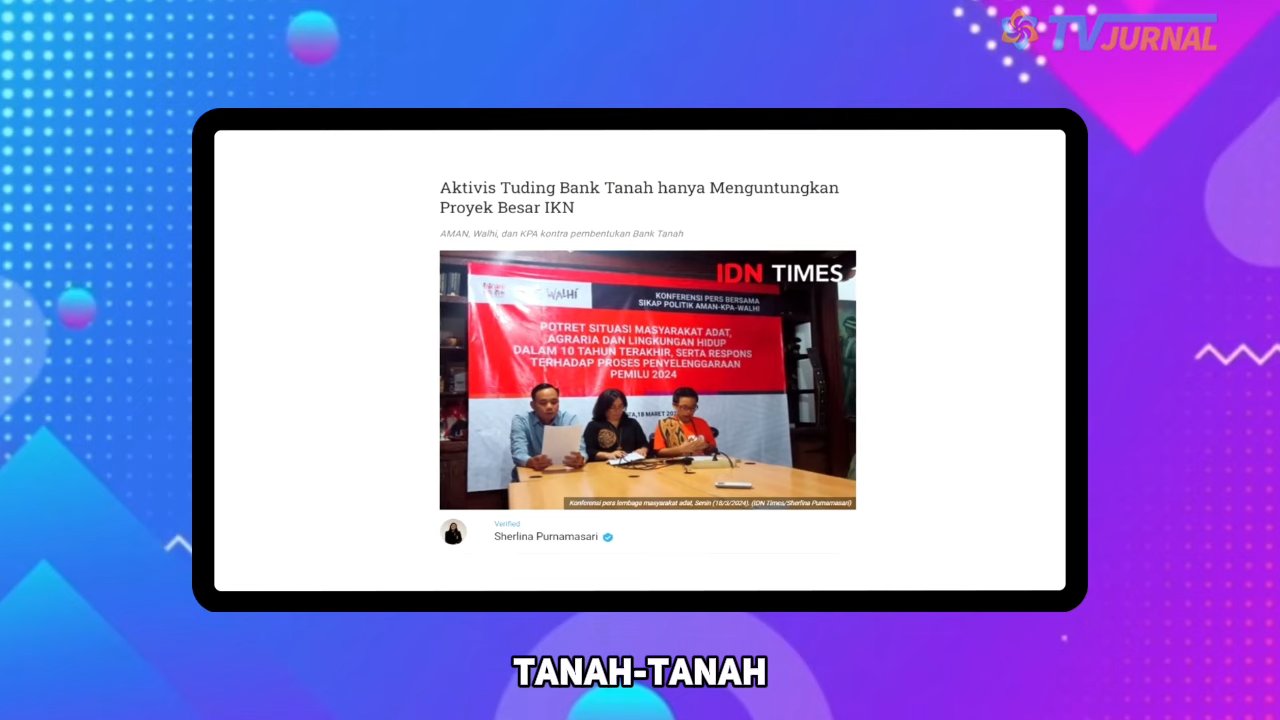 TVJURNAL
Aktivis Tuding Bank Tanah hanya Menguntungkan
Proyek Besar IKN
AMAN, Walhi, dan KPA kontra pembentukan Bank Tanah
IDN TIMES
WALHI
KONFERENSI PERS BERSAMA
SIKAP POLITIK AMAN-KPA-WALHI
POTRET SITUASI MASYARAKAT ADAT,
AGRARIA DAN LINGKUNGAN HIDUP
DALAM 10 TAHUN TERAKHIR, SERTA RESPONS
TERHADAP PROSES PENYELENGGARAAN
PEMILU 2024
18 MARET
Konferensi pers lembaga masyarakat adat, Senin (18/3/2024). (IDN Times/Sherlina Purnamasari)
Verified
Sherlina Purnamasari
TANAH-TANAH